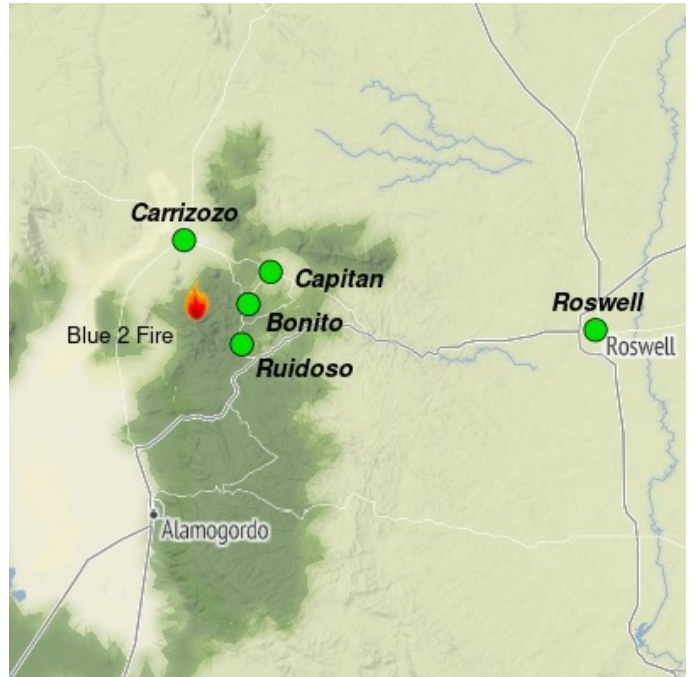 Carrizozo
Capitan
Roswell
Bonito
Blue 2 Fire
Roswell
Ruidoso
Alamogordo